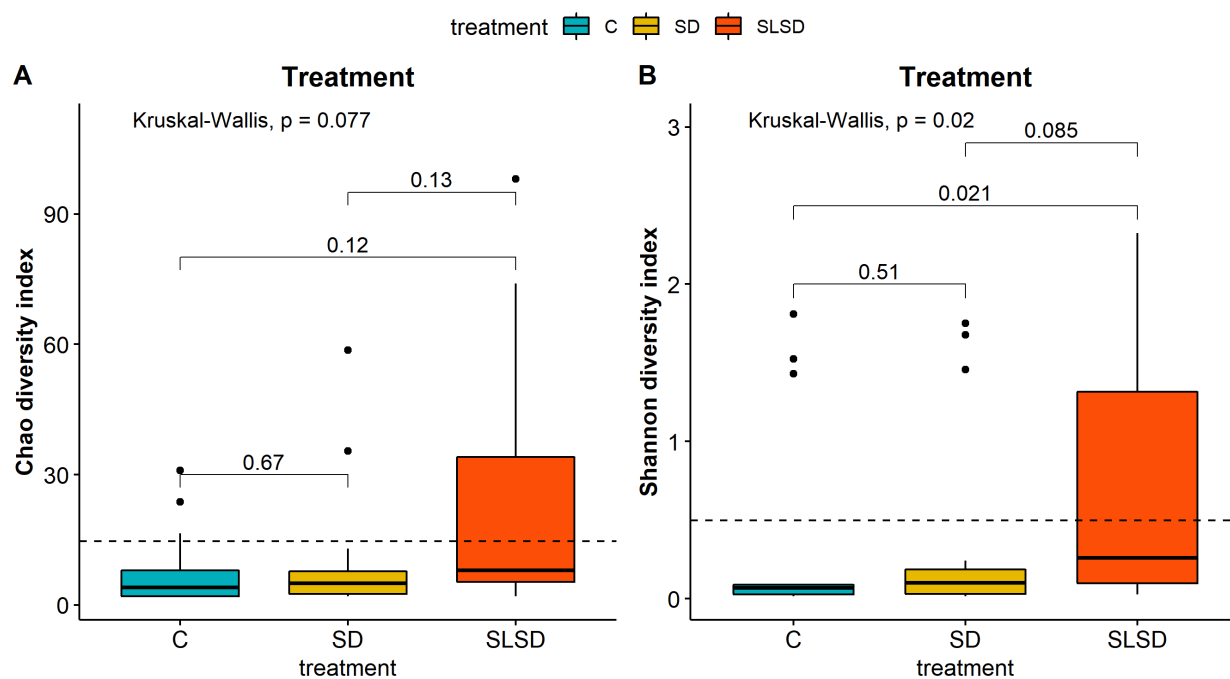 treatment C SD SLSD
A
Treatment
Kruskal-Wallis, p = 0.077
0.13
0.12
0.67
90
60
30
0
Chao diversity index
C SD SLSD
treatment
B
Treatment
Kruskal-Wallis, p = 0.02
0.085
0.021
0.51
3
2
1
0
Shannon diversity index
C SD SLSD
treatment